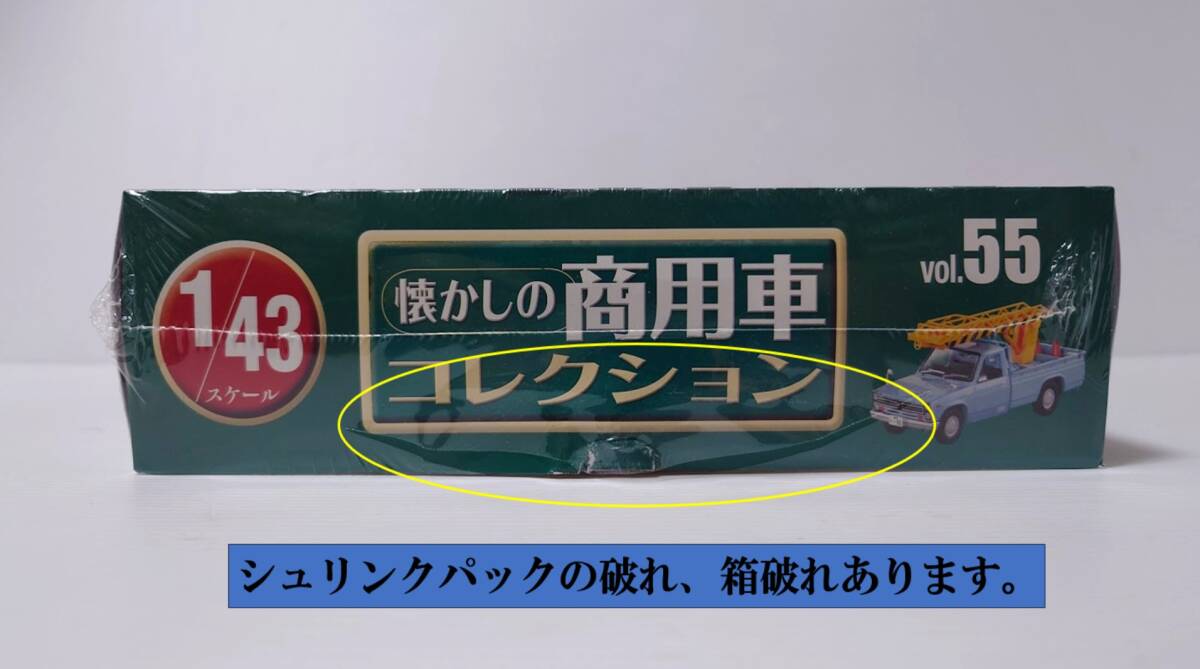 1/43
スケール
懐かしの 商用車
コレクション
vol.55
シュリンクパックの破れ、箱破れあります。